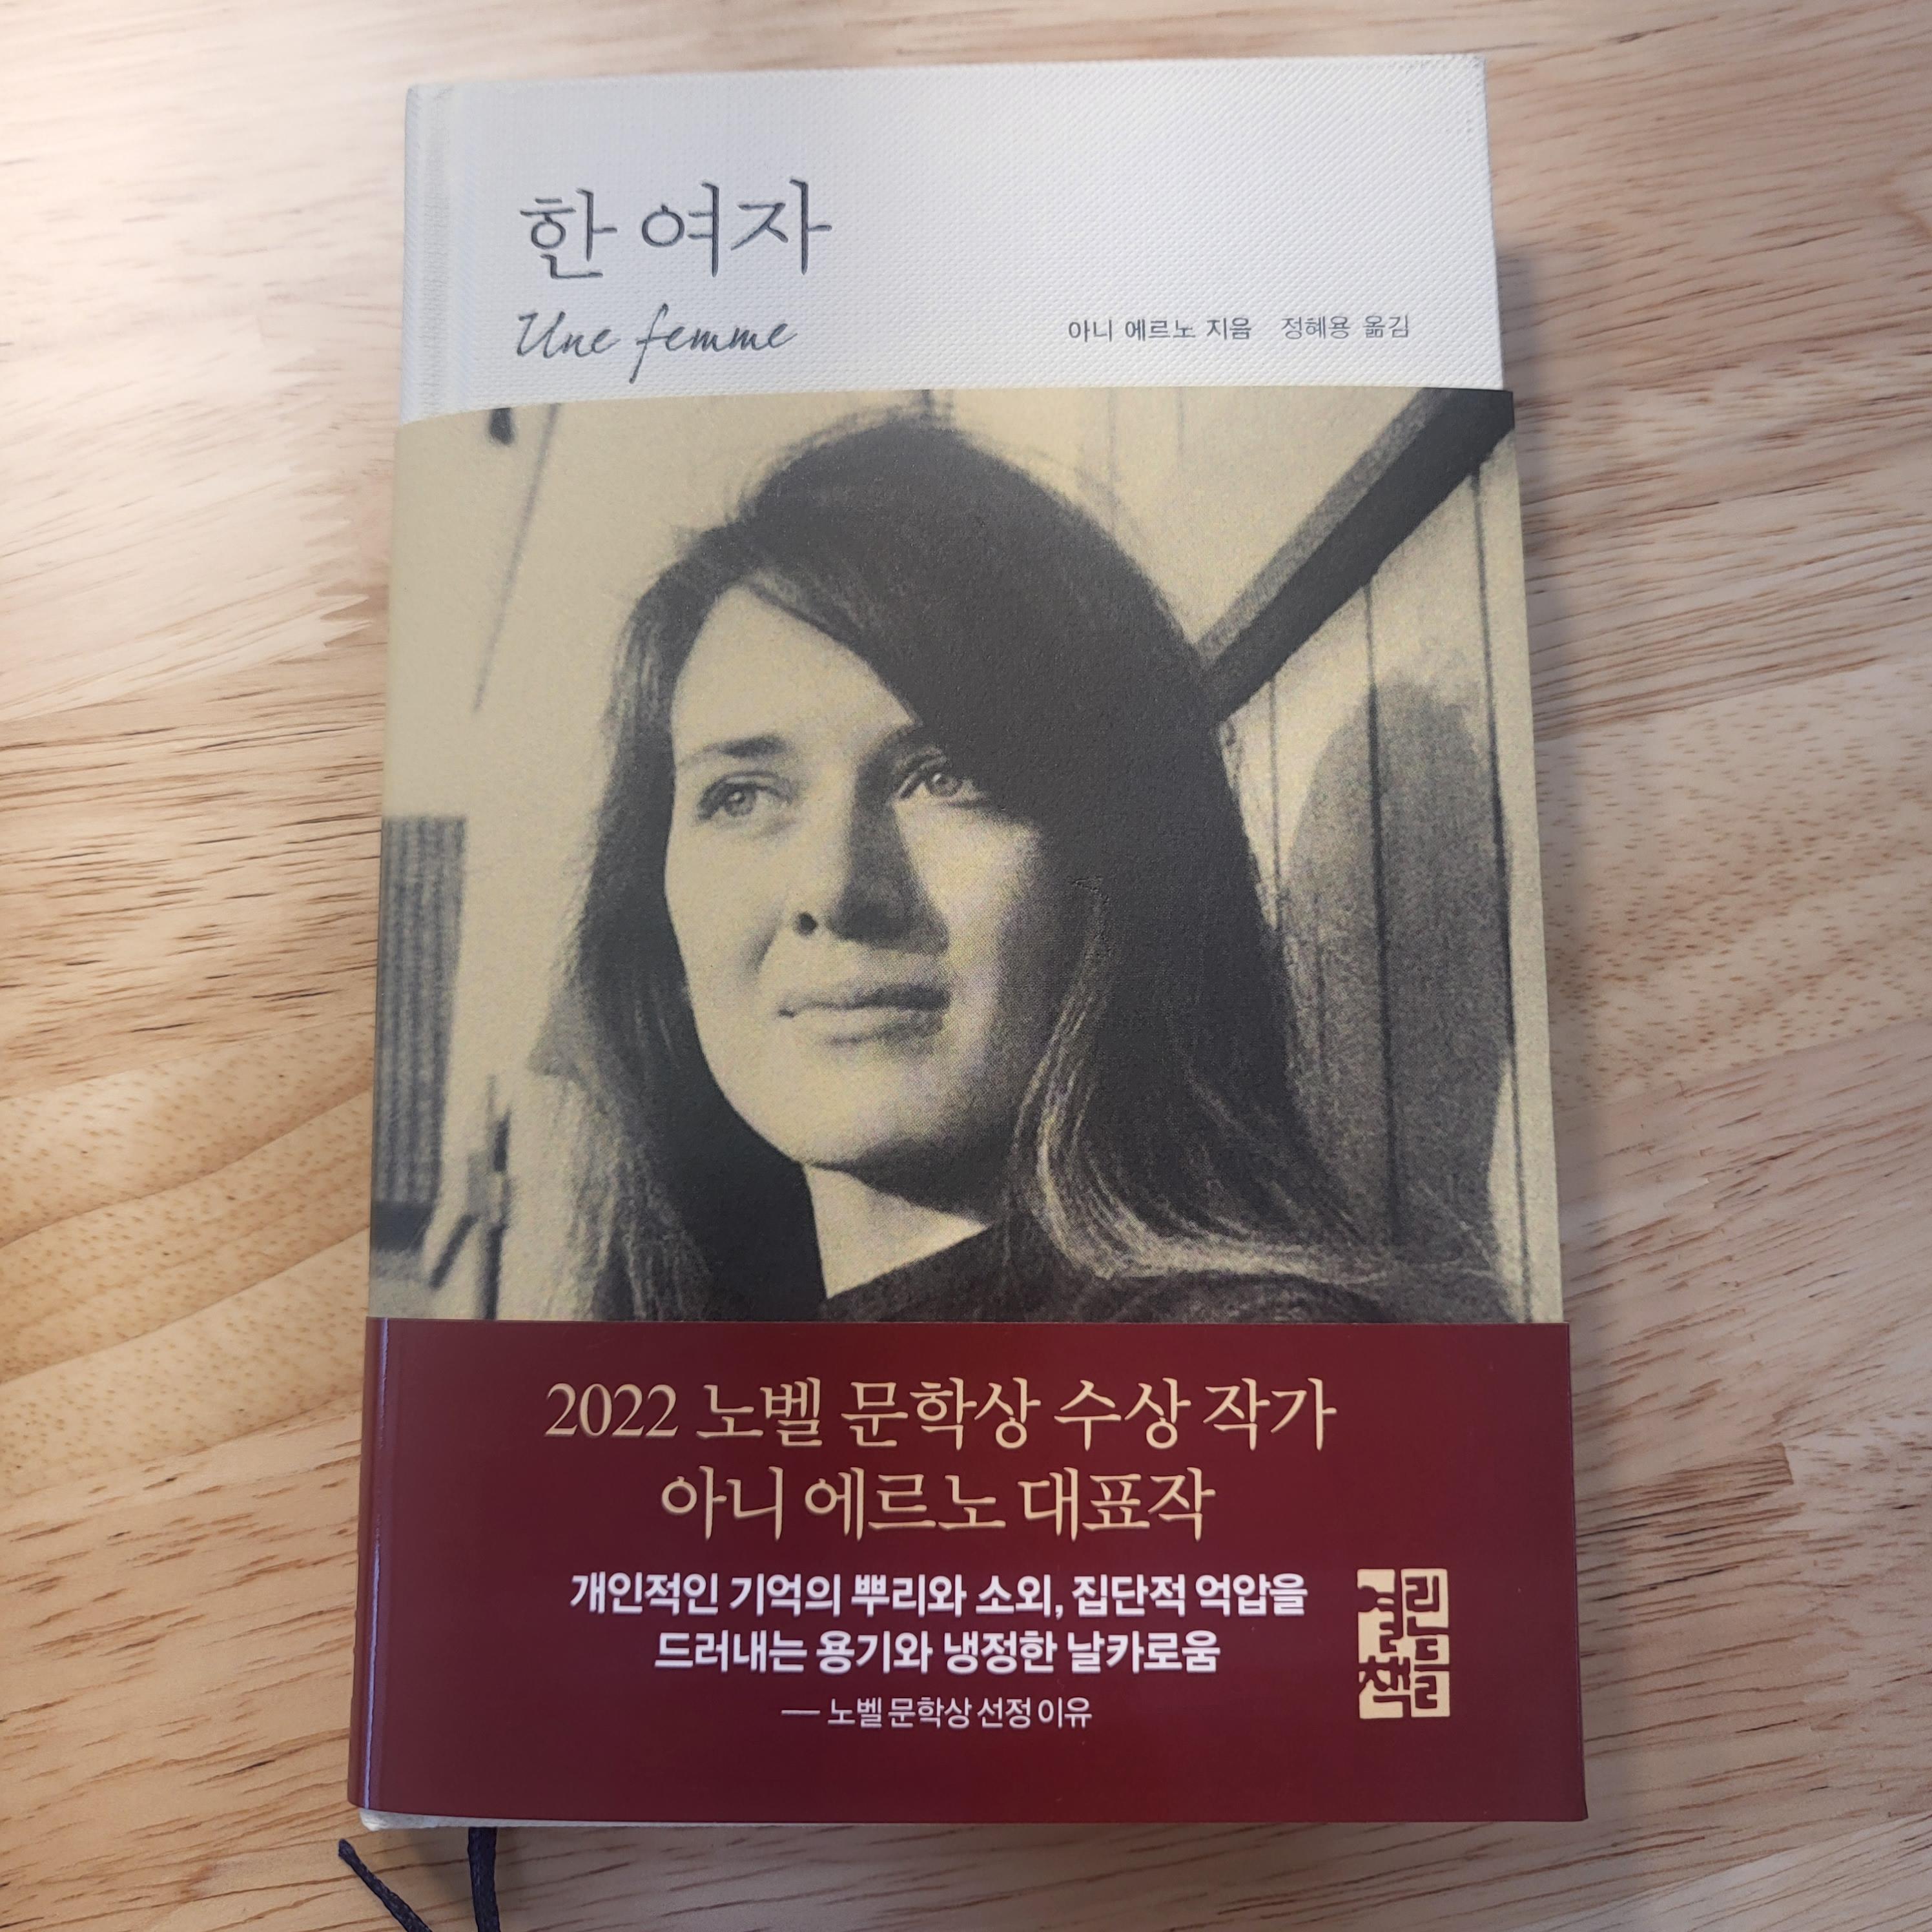 한 여자
Une femme
아니 에르노 지음 정혜용 옮김
2022 노벨 문학상 수상 작가
아니 에르노 대표작
개인적인 기억의 뿌리와 소외, 집단적 억압을
드러내는 용기와 냉정한 날카로움
— 노벨 문학상 선정 이유
열린책들